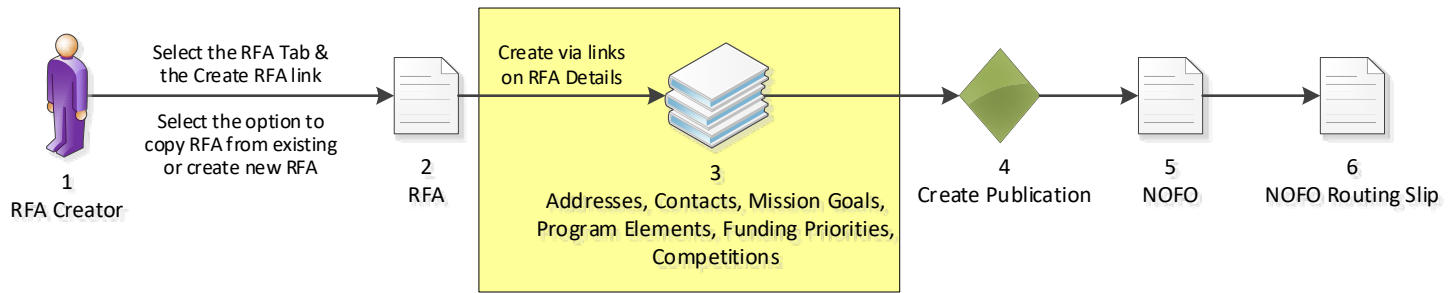 Select the RFA Tab &
the Create RFA link
Select the option to
copy RFA from existing
or create new RFA
1
RFA Creator
2
RFA
Create via links
on RFA Details
3
Addresses, Contacts, Mission Goals,
Program Elements, Funding Priorities,
Competitions
4
Create Publication
5
NOFO
6
NOFO Routing Slip